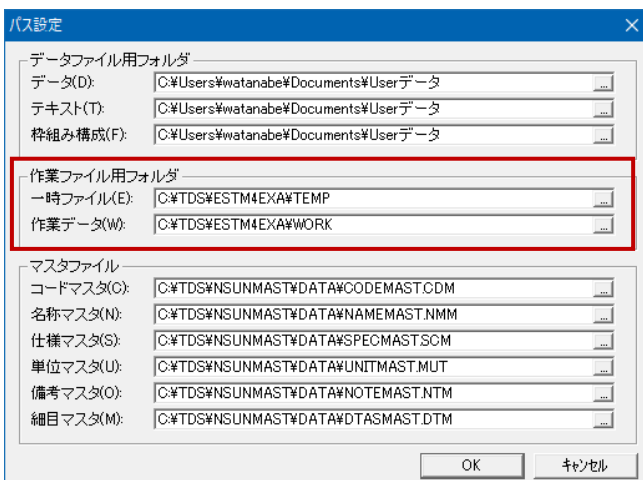 パス設定
データファイル用フォルダ
データ(D): C:¥Users¥watanabe¥Documents¥Userデータ ...
テキスト(T): C:¥Users¥watanabe¥Documents¥Userデータ ...
枠組み構成(F): C:¥Users¥watanabe¥Documents¥Userデータ ...
作業ファイル用フォルダ
一時ファイル(E): C:¥TDS¥ESTM4EXA¥TEMP ...
作業データ(W): C:¥TDS¥ESTM4EXA¥WORK ...
マスタファイル
コードマスタ(C): C:¥TDS¥NSUNMAST¥DATA¥CODEMAST.CDM ...
名称マスタ(N): C:¥TDS¥NSUNMAST¥DATA¥NAMEMAST.NMM ...
仕様マスタ(S): C:¥TDS¥NSUNMAST¥DATA¥SPECMAST.SCM ...
単位マスタ(U): C:¥TDS¥NSUNMAST¥DATA¥UNITMAST.MUT ...
備考マスタ(O): C:¥TDS¥NSUNMAST¥DATA¥NOTEMAST.NTM ...
細目マスタ(M): C:¥TDS¥NSUNMAST¥DATA¥DTASMAST.DTM ...
OK キャンセル